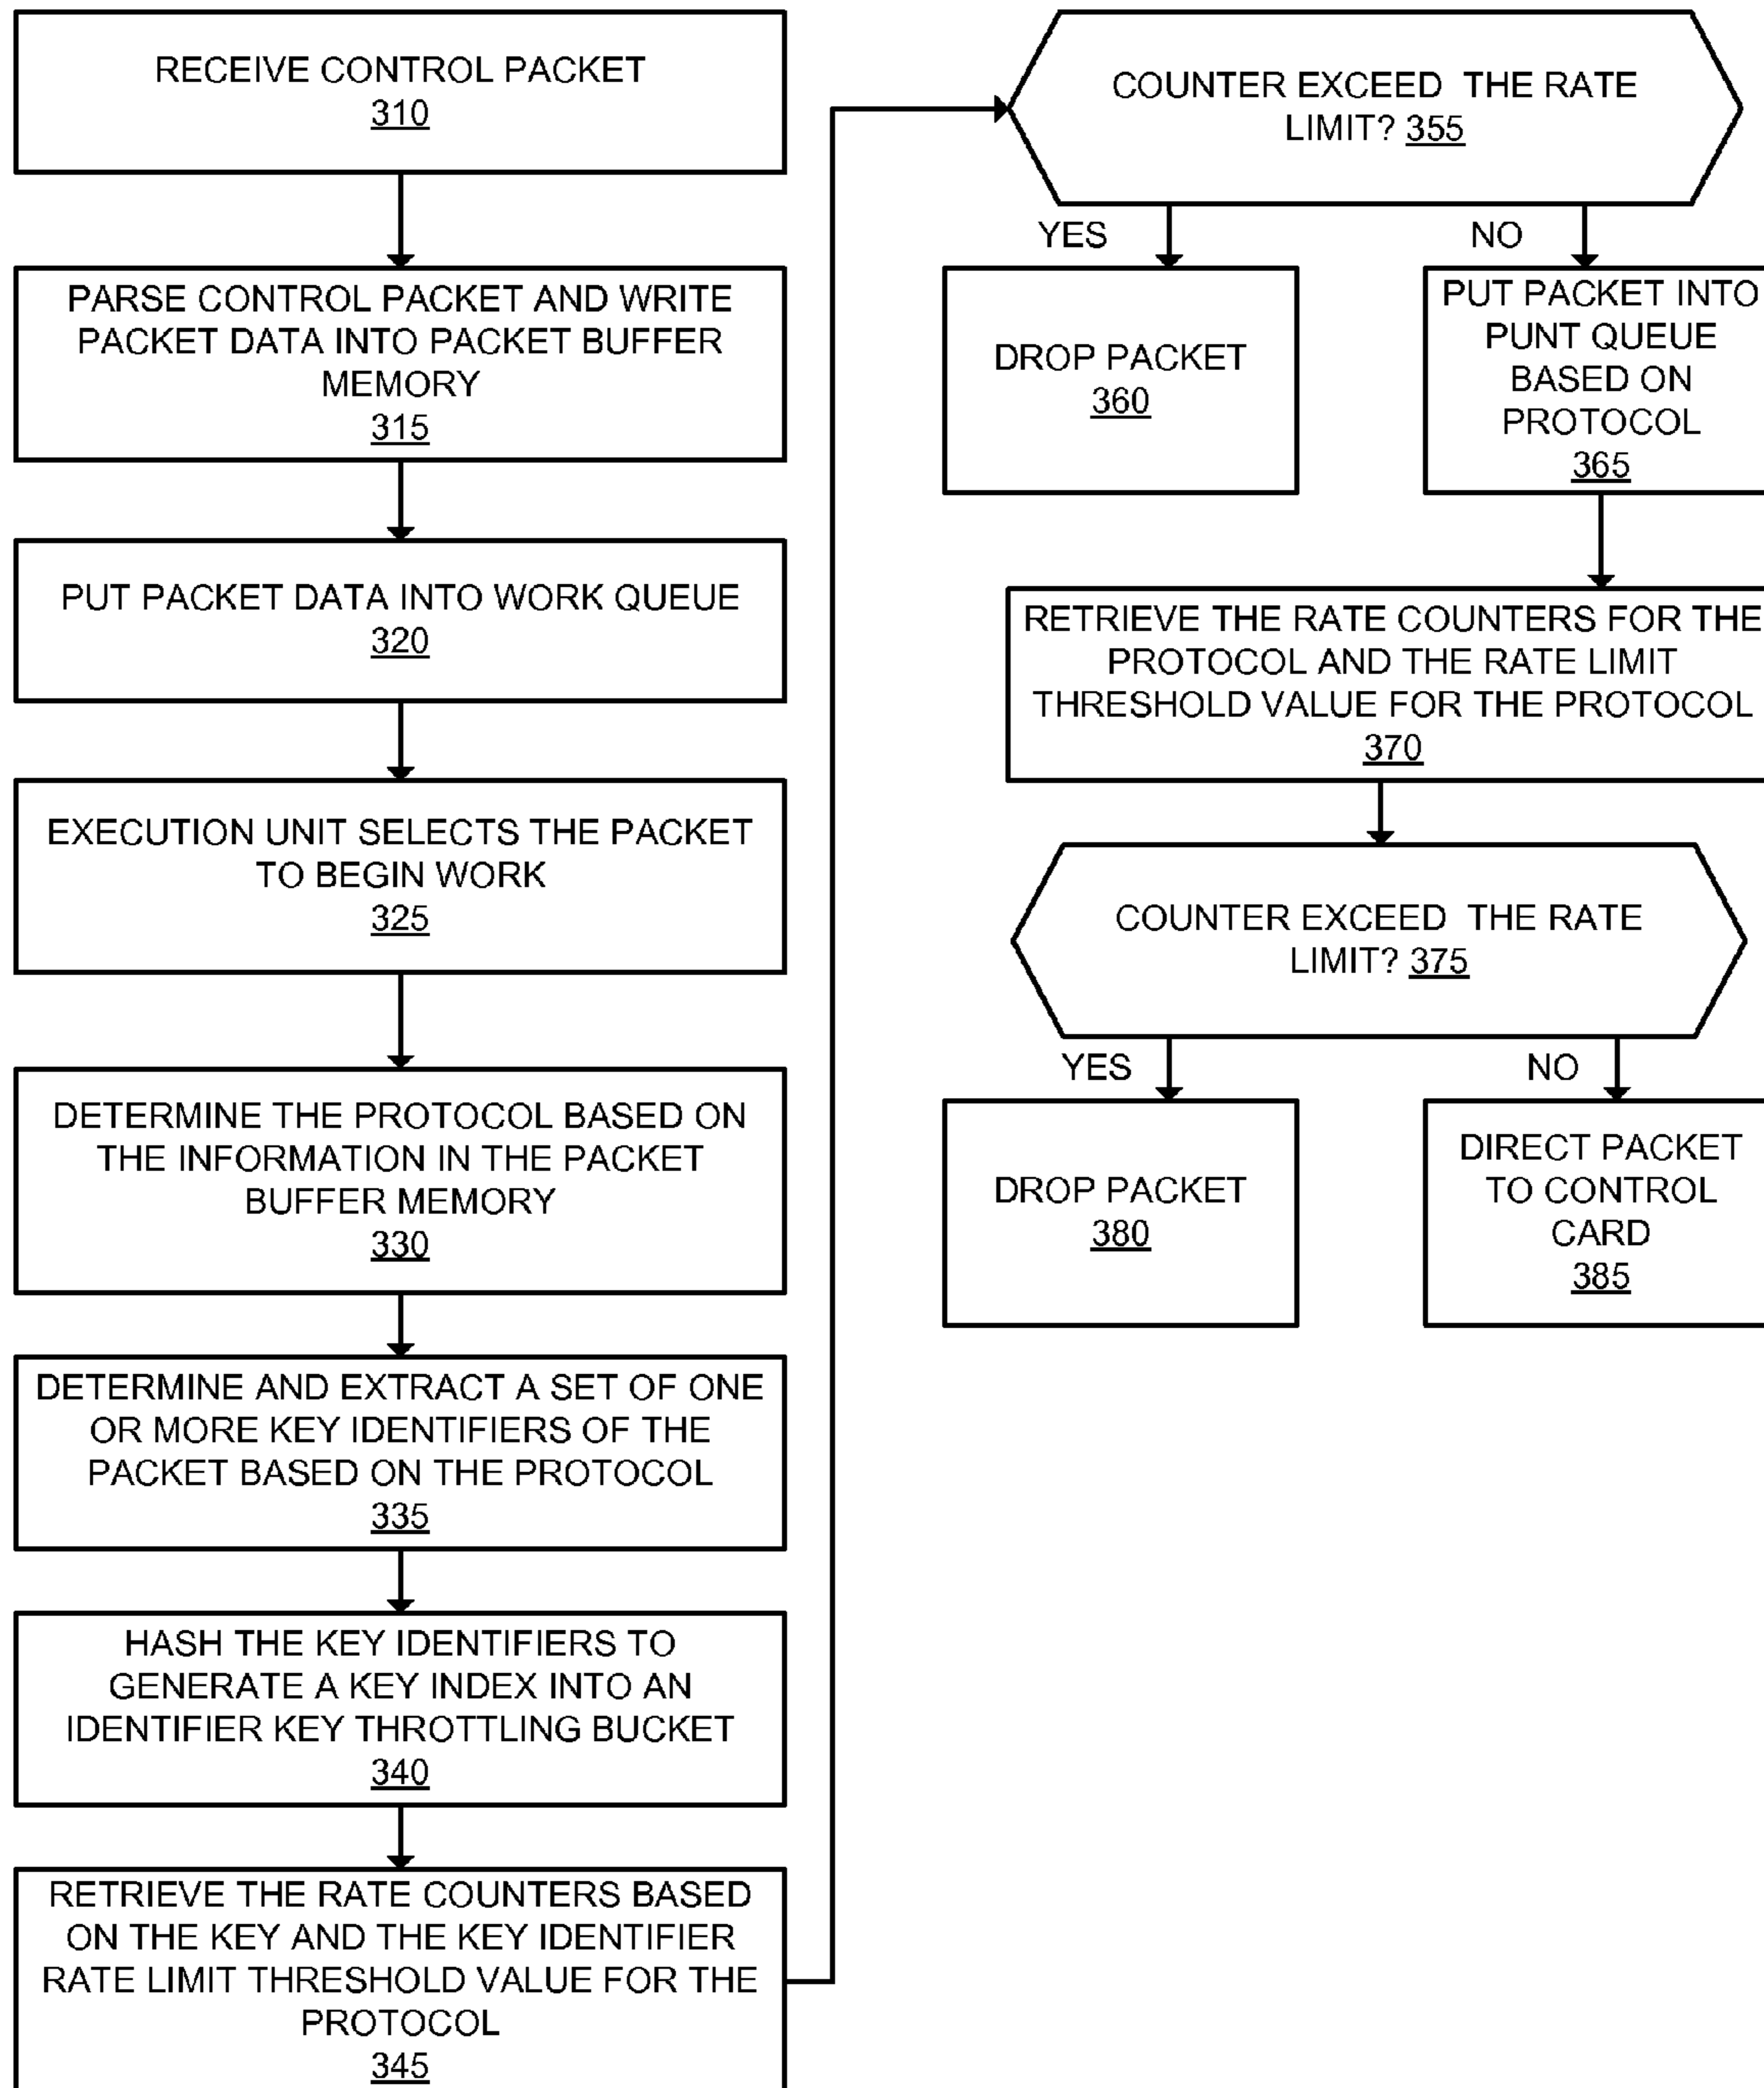 RECEIVE CONTROL PACKET
310
PARSE CONTROL PACKET AND WRITE
PACKET DATA INTO PACKET BUFFER
MEMORY
315
PUT PACKET DATA INTO WORK QUEUE
320
EXECUTION UNIT SELECTS THE PACKET
TO BEGIN WORK
325
DETERMINE THE PROTOCOL BASED ON
THE INFORMATION IN THE PACKET
BUFFER MEMORY
330
DETERMINE AND EXTRACT A SET OF ONE
OR MORE KEY IDENTIFIERS OF THE
PACKET BASED ON THE PROTOCOL
335
HASH THE KEY IDENTIFIERS TO
GENERATE A KEY INDEX INTO AN
IDENTIFIER KEY THROTTLING BUCKET
340
RETRIEVE THE RATE COUNTERS BASED
ON THE KEY AND THE KEY IDENTIFIER
RATE LIMIT THRESHOLD VALUE FOR THE
PROTOCOL
345
COUNTER EXCEED THE RATE
LIMIT? 355
YES
NO
DROP PACKET
360
PUT PACKET INTO
PUNT QUEUE
BASED ON
PROTOCOL
365
RETRIEVE THE RATE COUNTERS FOR THE
PROTOCOL AND THE RATE LIMIT
THRESHOLD VALUE FOR THE PROTOCOL
370
COUNTER EXCEED THE RATE
LIMIT? 375
YES
NO
DROP PACKET
380
DIRECT PACKET
TO CONTROL
CARD
385